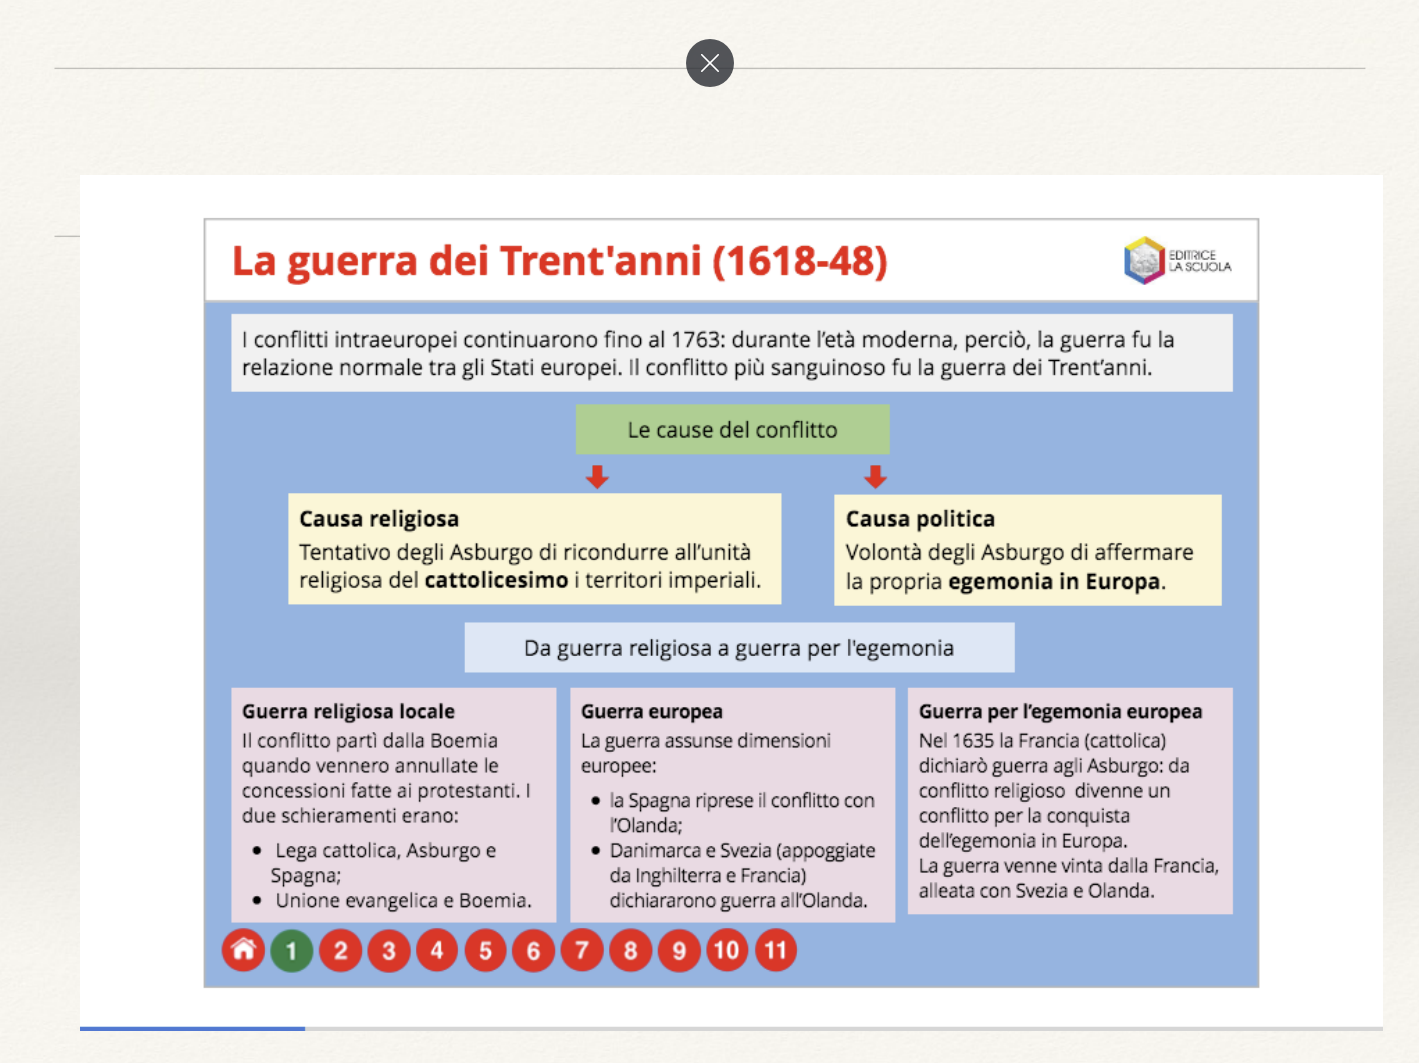 La guerra dei Trent'anni (1618-48)
EDITRICE
LA SCUOLA
I conflitti intraeuropei continuarono fino al 1763: durante l’età moderna, perciò, la guerra fu la
relazione normale tra gli Stati europei. Il conflitto più sanguinoso fu la guerra dei Trent’anni.
Le cause del conflitto
Causa religiosa
Tentativo degli Asburgo di ricondurre all’unità
religiosa del cattolicesimo i territori imperiali.
Causa politica
Volontà degli Asburgo di affermare
la propria egemonia in Europa.
Da guerra religiosa a guerra per l'egemonia
Guerra religiosa locale
Il conflitto partì dalla Boemia
quando vennero annullate le
concessioni fatte ai protestanti. I
due schieramenti erano:
• Lega cattolica, Asburgo e
Spagna;
• Unione evangelica e Boemia.
Guerra europea
La guerra assunse dimensioni
europee:
• la Spagna riprese il conflitto con
l’Olanda;
• Danimarca e Svezia (appoggiate
da Inghilterra e Francia)
dichiararono guerra all’Olanda.
Guerra per l’egemonia europea
Nel 1635 la Francia (cattolica)
dichiarò guerra agli Asburgo: da
conflitto religioso divenne un
conflitto per la conquista
dell’egemonia in Europa.
La guerra venne vinta dalla Francia,
alleata con Svezia e Olanda.
1 2 3 4 5 6 7 8 9 10 11